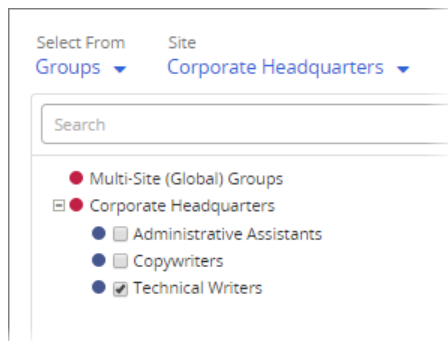 Select From Site
Groups Corporate Headquarters
Search
Multi-Site (Global) Groups
Corporate Headquarters
Administrative Assistants
Copywriters
Technical Writers